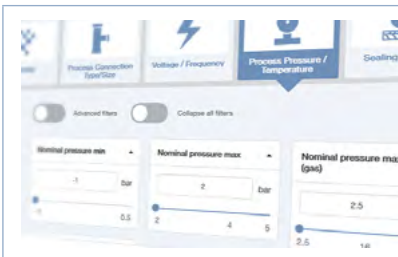 Process Connection
Type/Size
Voltage / Frequency
Process Pressure /
Temperature
Sealing
Advanced filters
Collapse all filters
Nominal pressure min
Nominal pressure max
Nominal pressure max
(gas)
-1
bar
2
bar
2.5
-1
0.5
2
4
5
2.5
16